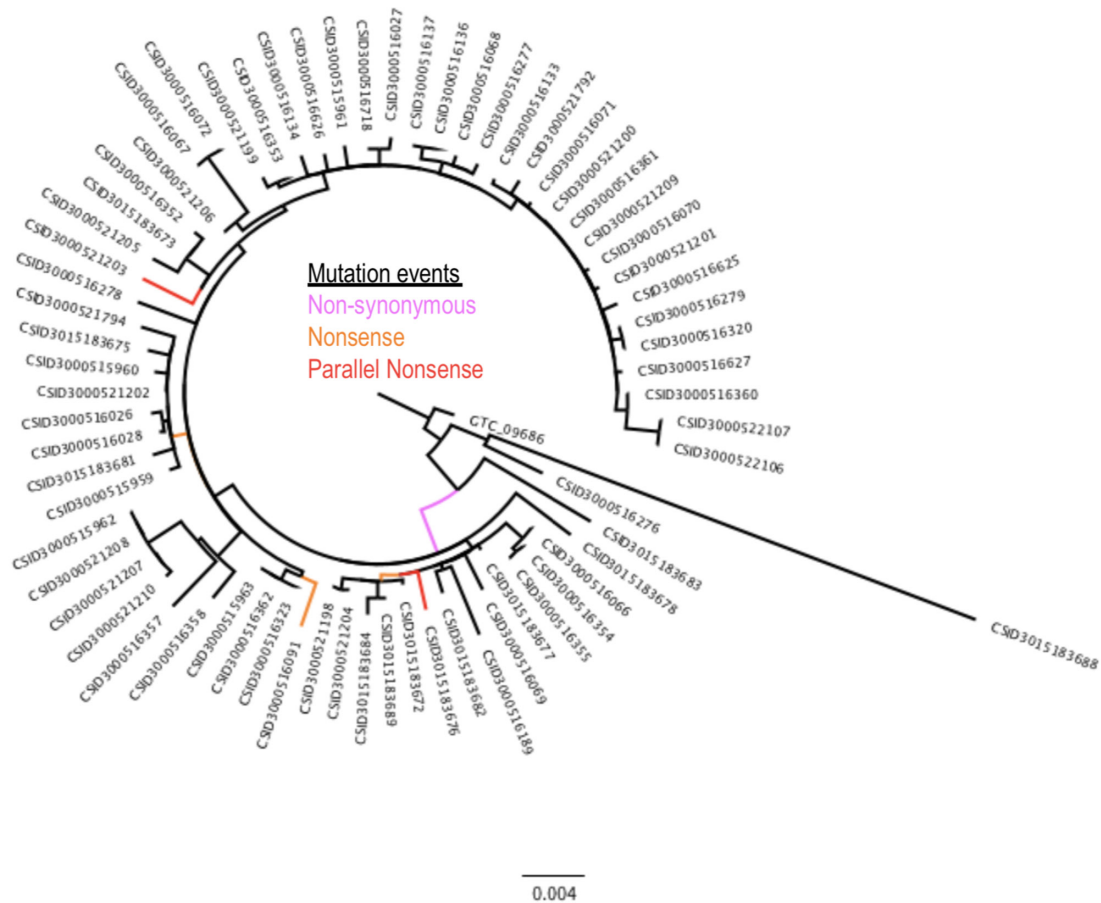 CSID3000516027
CSID3000516137
CSID3000516136
CSID3000516068
CSID3000516277
CSID3000516133
CSID3000521792
CSID3000516071
CSID3000521200
CSID3000516361
CSID3000521209
CSID3000516070
CSID3000521201
CSID3000516625
CSID3000516279
CSID3000516320
CSID3000516627
CSID3000516360
CSID3000522107
CSID3000522106
GTC_09686
CSID3000516276
CSID3015183688
CSID3015183683
CSID3015183678
CSID3000516066
CSID3000516354
CSID3000516355
CSID3015183677
CSID3000516069
CSID3000516189
CSID3015183682
CSID3015183676
CSID3015183672
CSID3015183689
CSID3015183684
CSID3000521204
CSID3000521198
CSID3000516091
CSID3000516323
CSID3000516362
CSID3000515963
CSID3000516358
CSID3000516357
CSID3000521210
CSID3000521207
CSID3000521208
CSID3000515962
CSID3000515959
CSID3015183681
CSID3000516028
CSID3000516026
CSID3000521202
CSID3000515960
CSID3015183675
CSID3000521794
CSID3000516278
CSID3000521203
CSID3000521205
CSID3015183673
CSID3000516352
CSID3000521206
CSID3000516067
CSID3000516072
CSID3000521199
CSID3000516353
CSID3000516134
CSID3000516626
CSID3000515961
CSID3000516718
Mutation events
Non-synonymous
Nonsense
Parallel Nonsense
0.004